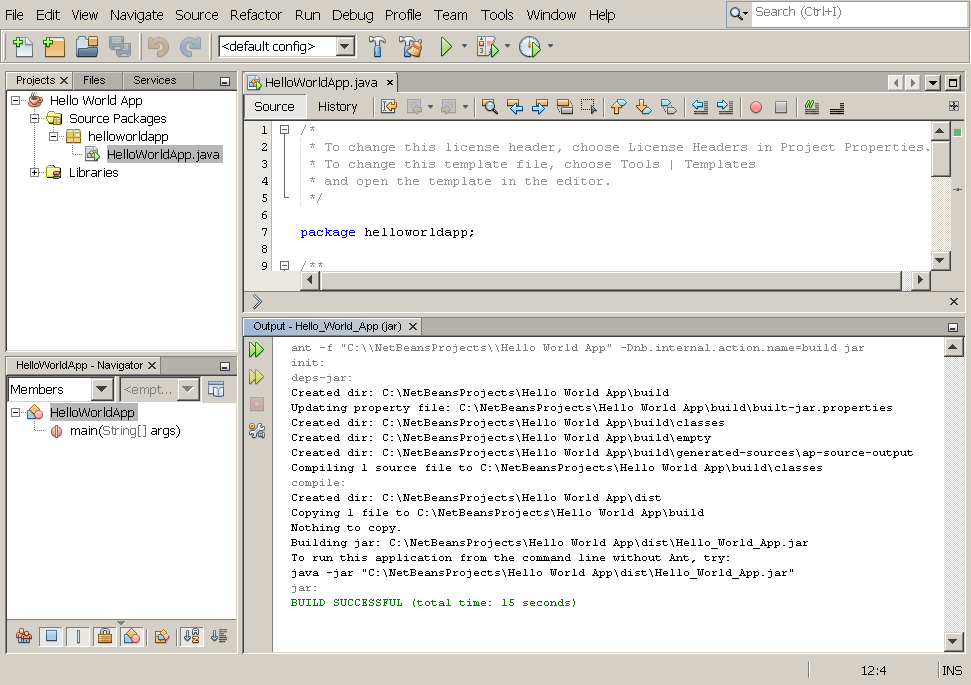 File Edit View Navigate Source Refactor Run Debug Profile Team Tools Window Help
Search (Ctrl+I)
<default config>
Projects Files Services
Hello World App
Source Packages
helloworldapp
HelloWorldApp.java
Libraries
HelloWorldApp - Navigator
Members <empt...
HelloWorldApp
main(String[] args)
HelloWorldApp.java
Source History
1 /*
2 * To change this license header, choose License Headers in Project Properties.
3 * To change this template file, choose Tools | Templates
4 * and open the template in the editor.
5 */
6
7 package helloworldapp;
8
9 /**
Output - Hello_World_App (jar)
ant -f "C:\\NetBeansProjects\\Hello World App" -Dnb.internal.action.name=build jar
init:
deps-jar:
Created dir: C:\NetBeansProjects\Hello World App\build
Updating property file: C:\NetBeansProjects\Hello World App\build\built-jar.properties
Created dir: C:\NetBeansProjects\Hello World App\build\classes
Created dir: C:\NetBeansProjects\Hello World App\build\empty
Created dir: C:\NetBeansProjects\Hello World App\build\generated-sources\ap-source-output
Compiling 1 source file to C:\NetBeansProjects\Hello World App\build\classes
compile:
Created dir: C:\NetBeansProjects\Hello World App\dist
Copying 1 file to C:\NetBeansProjects\Hello World App\build
Nothing to copy.
Building jar: C:\NetBeansProjects\Hello World App\dist\Hello_World_App.jar
To run this application from the command line without Ant, try:
java -jar "C:\NetBeansProjects\Hello World App\dist\Hello_World_App.jar"
jar:
BUILD SUCCESSFUL (total time: 15 seconds)
12:4 INS